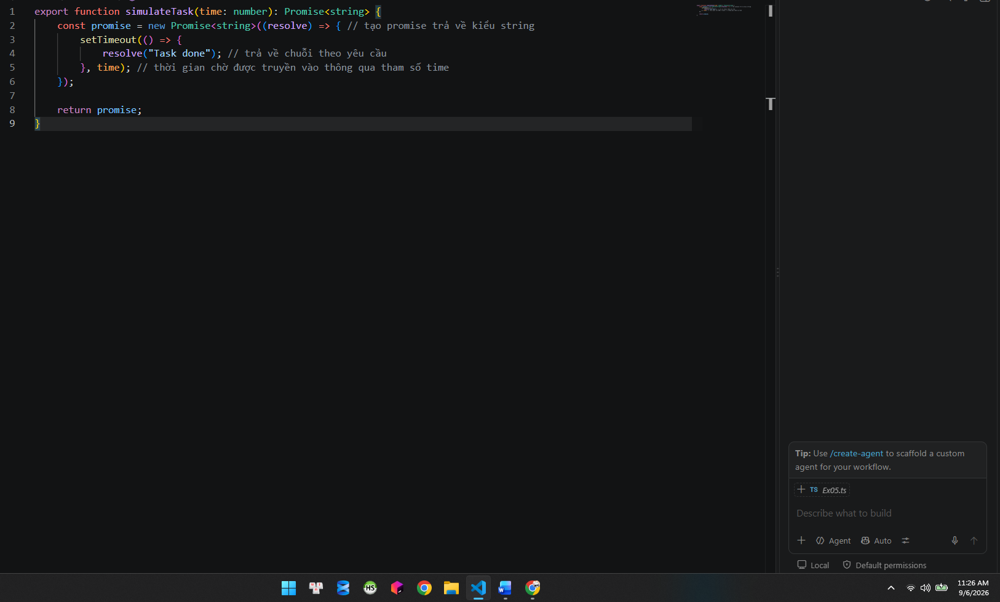 1 export function simulateTask(time: number): Promise<string> {
2 const promise = new Promise<string>((resolve) => { // tạo promise trả về kiểu string
3 setTimeout(() => {
4 resolve("Task done"); // trả về chuỗi theo yêu cầu
5 }, time); // thời gian chờ được truyền vào thông qua tham số time
6 });
7
8 return promise;
9 }
T
Tip: Use /create-agent to scaffold a custom
agent for your workflow.
TS Ex05.ts
Describe what to build
Agent Auto
Local Default permissions
HS
W
11:26 AM
9/6/2026